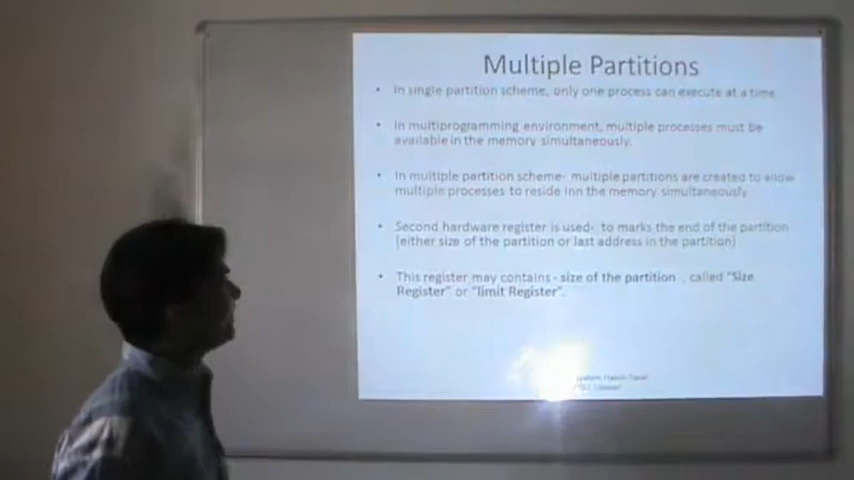 Multiple Partitions
• In single partition scheme, only one process can execute at a time.
• In multiprogramming environment, multiple processes must be
available in the memory simultaneously.
• In multiple partition scheme- multiple partitions are created to allow
multiple processes to reside inn the memory simultaneously
• Second hardware register is used- to marks the end of the partition
(either size of the partition or last address in the partition)
• This register may contains - size of the partition , called "Size
Register" or "limit Register".